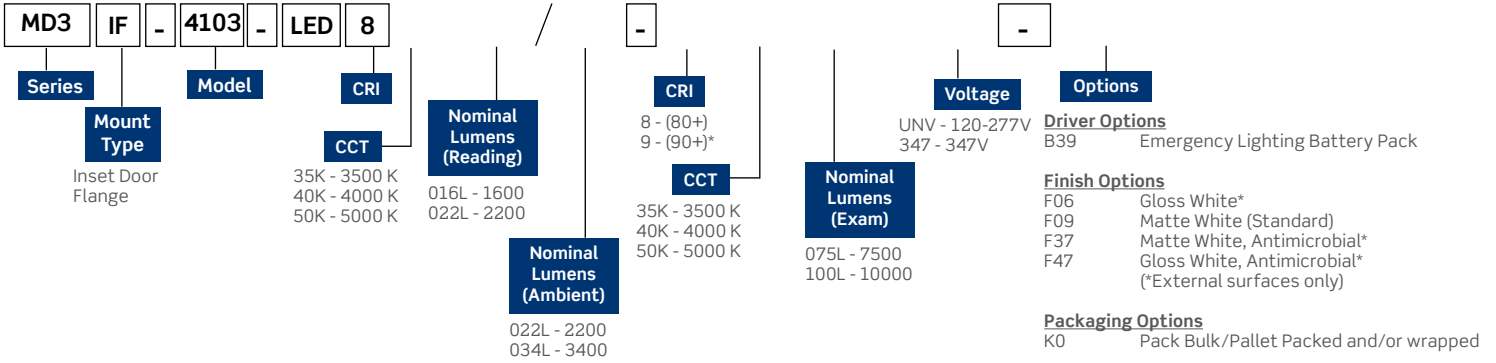 MD3 IF - 4103 - LED 8 / - -
Series
Mount
Type
Inset Door
Flange
Model
CRI
CCT
35K - 3500 K
40K - 4000 K
50K - 5000 K
Nominal
Lumens
(Reading)
016L - 1600
022L - 2200
Nominal
Lumens
(Ambient)
022L - 2200
034L - 3400
CRI
8 - (80+)
9 - (90+)*
CCT
35K - 3500 K
40K - 4000 K
50K - 5000 K
Nominal
Lumens
(Exam)
075L - 7500
100L - 10000
Voltage
UNV - 120-277V
347 - 347V
Options
Driver Options
B39 Emergency Lighting Battery Pack
Finish Options
F06 Gloss White*
F09 Matte White (Standard)
F37 Matte White, Antimicrobial*
F47 Gloss White, Antimicrobial*
(*External surfaces only)
Packaging Options
K0 Pack Bulk/Pallet Packed and/or wrapped